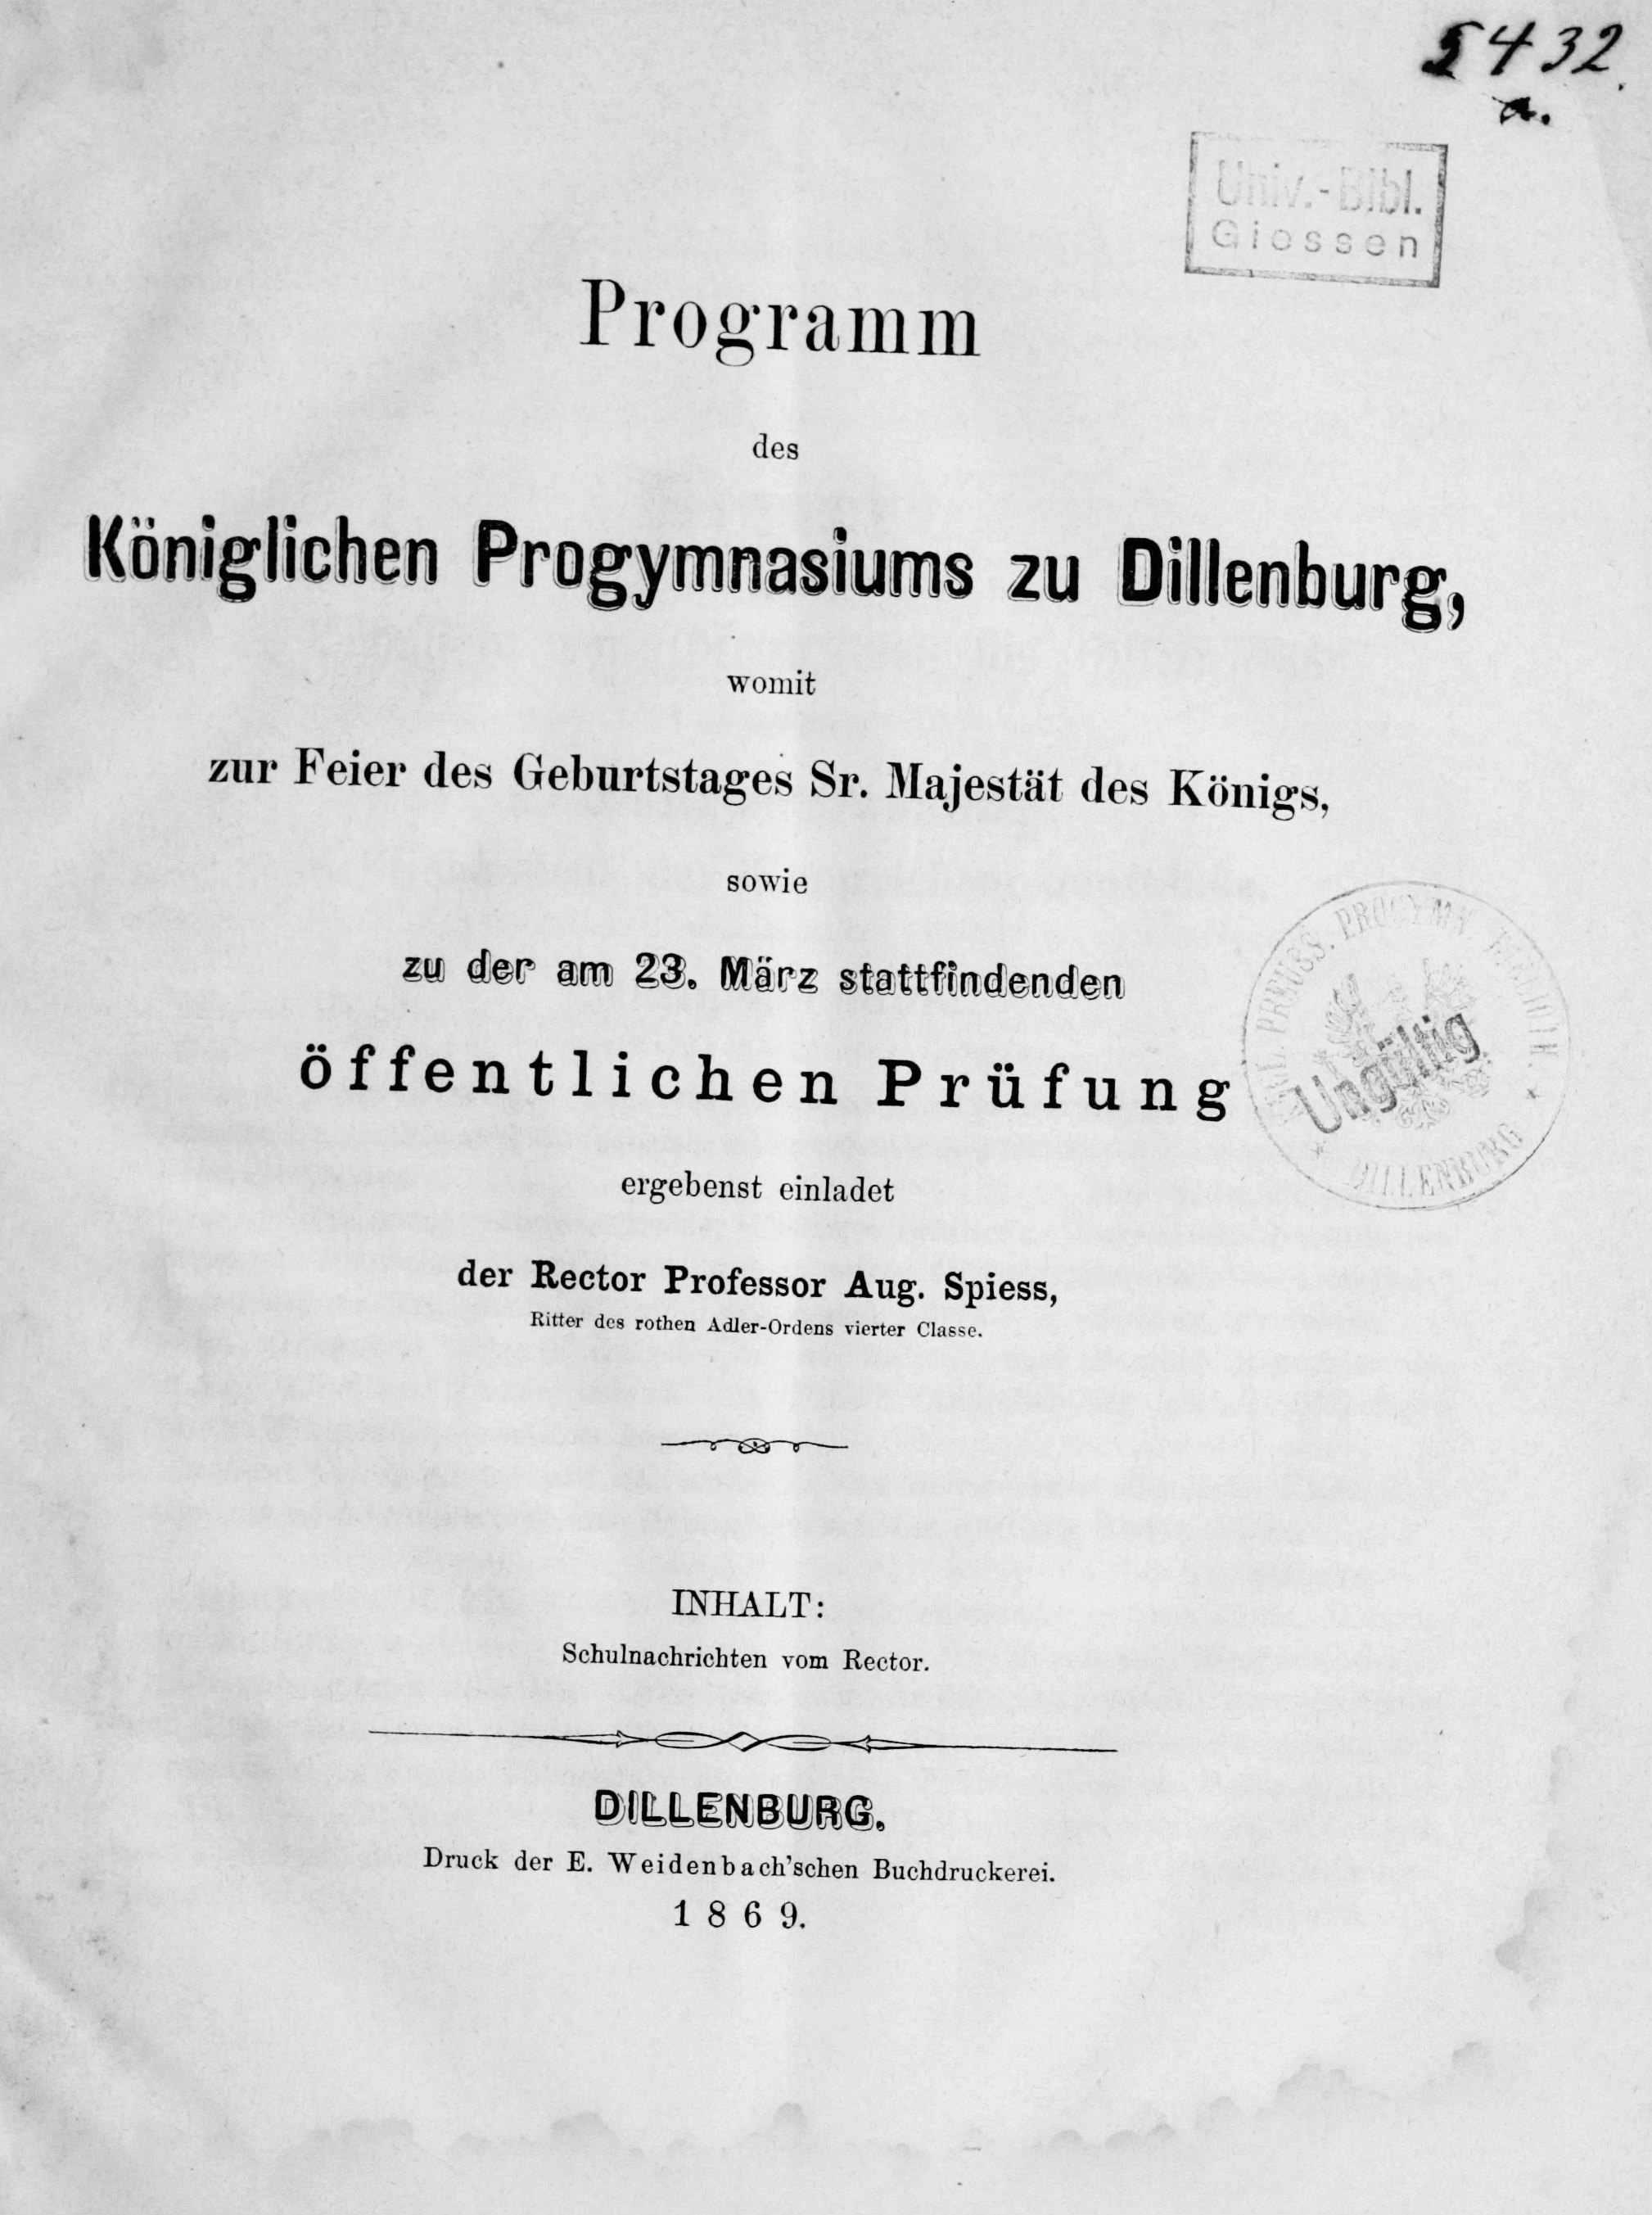 5432.
a.
Univ.-Bibl.
Giessen
Programm
des
Königlichen Progymnasiums zu Dillenburg,
womit
zur Feier des Geburtstages Sr. Majestät des Königs,
sowie
zu der am 23. März stattfindenden
öffentlichen Prüfung
PREUSS. PROGYMN.
DILLENBURG
Ungültig
ergebenst einladet
der Rector Professor Aug. Spiess,
Ritter des rothen Adler-Ordens vierter Classe.
INHALT:
Schulnachrichten vom Rector.
DILLENBURG.
Druck der E. Weidenbach'schen Buchdruckerei.
1869.